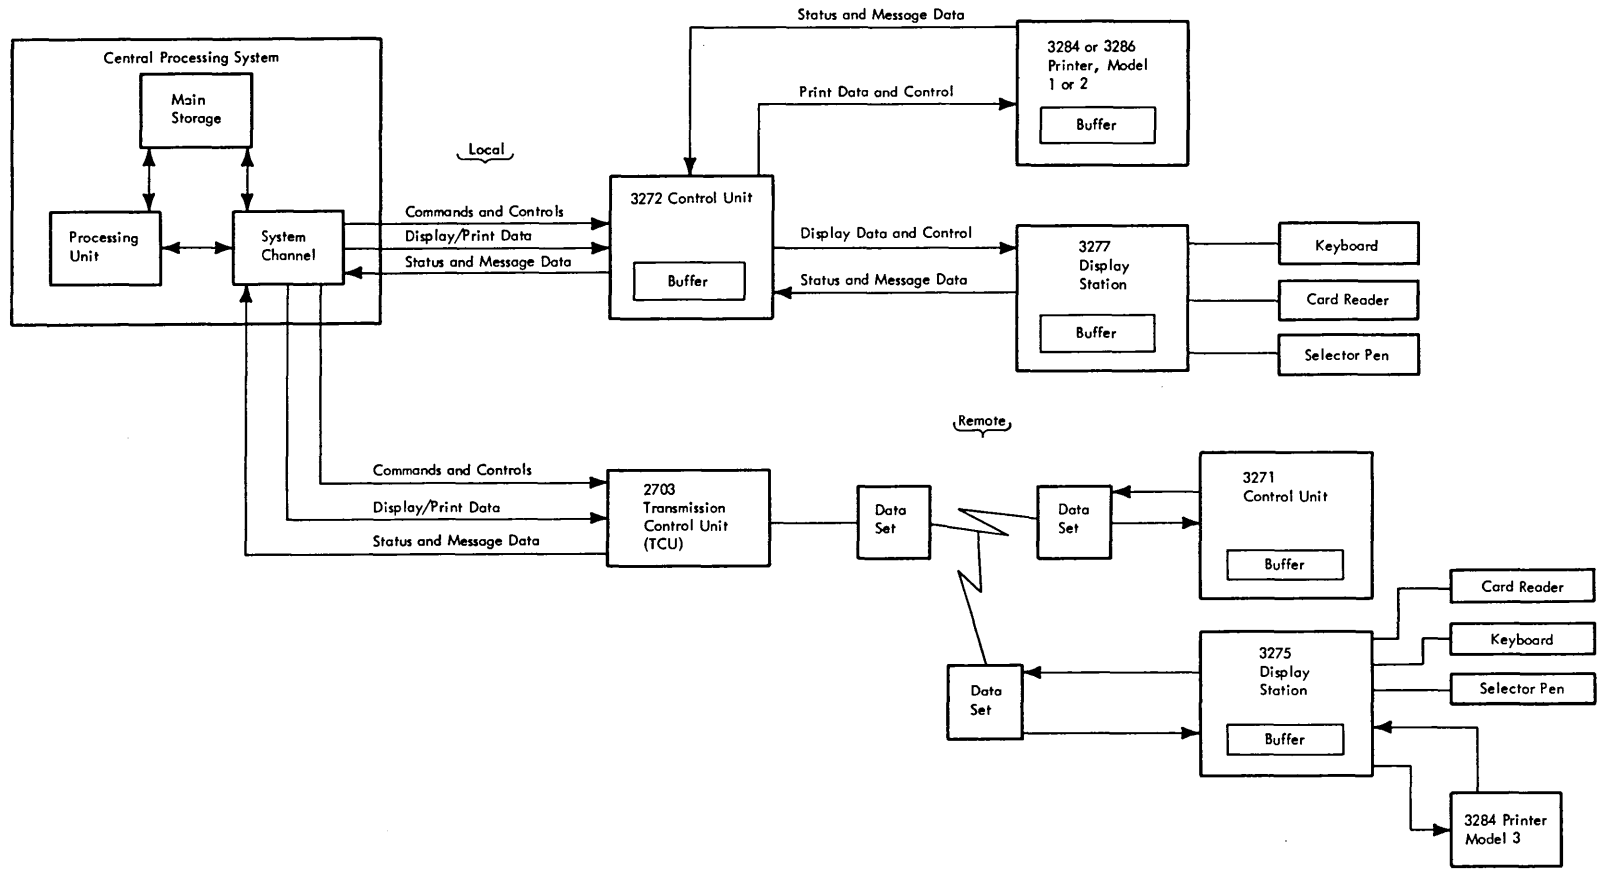 Status and Message Data
3284 or 3286
Printer, Model
1 or 2
Buffer
Print Data and Control
Central Processing System
Main
Storage
Processing
Unit
System
Channel
Local
Commands and Controls
Display/Print Data
Status and Message Data
3272 Control Unit
Buffer
Display Data and Control
Status and Message Data
3277
Display
Station
Buffer
Keyboard
Card Reader
Selector Pen
Remote
Commands and Controls
Display/Print Data
Status and Message Data
2703
Transmission
Control Unit
(TCU)
Data
Set
Data
Set
3271
Control Unit
Buffer
Data
Set
3275
Display
Station
Buffer
Card Reader
Keyboard
Selector Pen
3284 Printer
Model 3